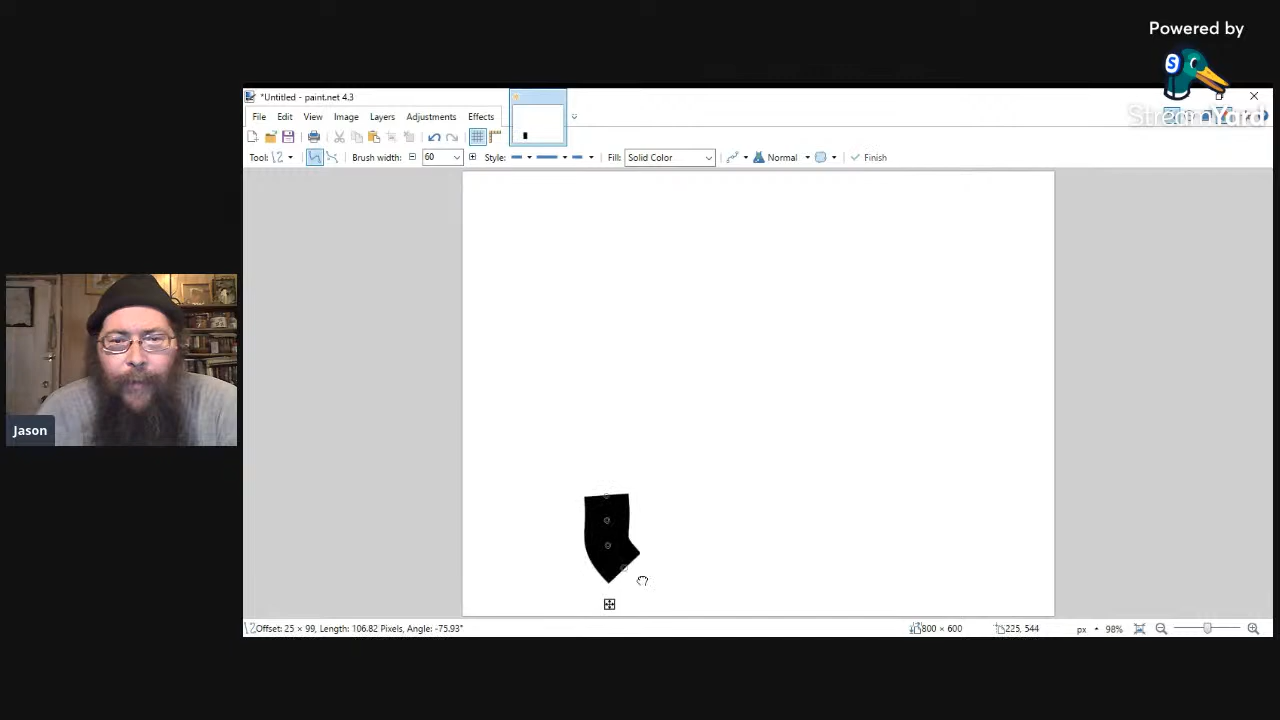 Powered by
StreamYard
*Untitled - paint.net 4.3
File Edit View Image Layers Adjustments Effects
Tool: Brush width: 60 Style: Fill: Solid Color Normal Finish
Jason
Offset: 25 × 99, Length: 106.82 Pixels, Angle: -75.93° 800 × 600 225, 544 px 98%